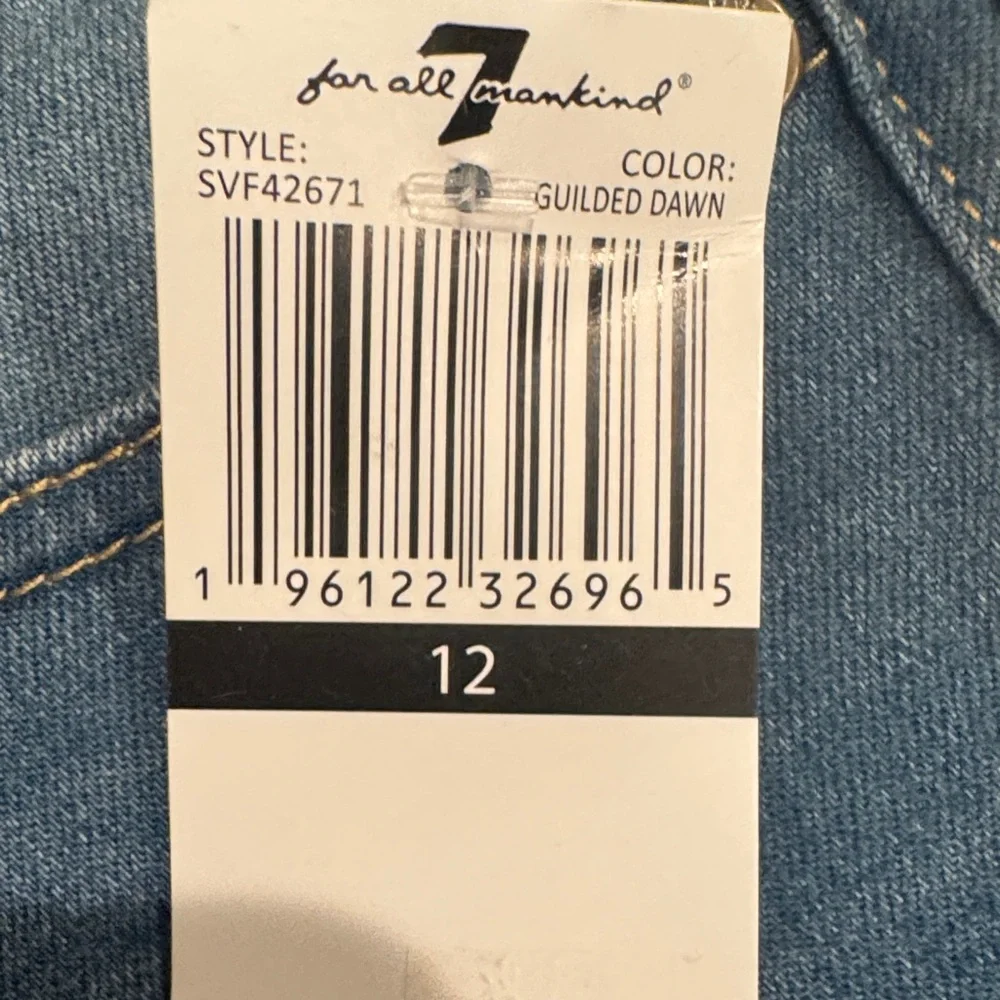 7
for all mankind®
STYLE:
SVF42671
COLOR:
GUILDED DAWN
1 96122 32696 5
12